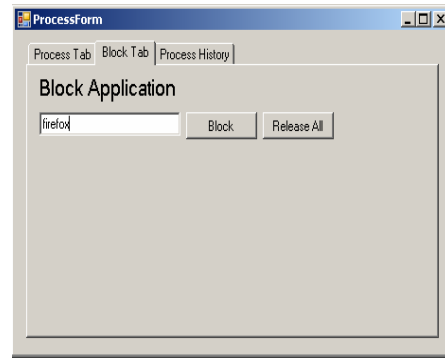 ProcessForm
Process Tab Block Tab Process History
Block Application
firefox Block Release All